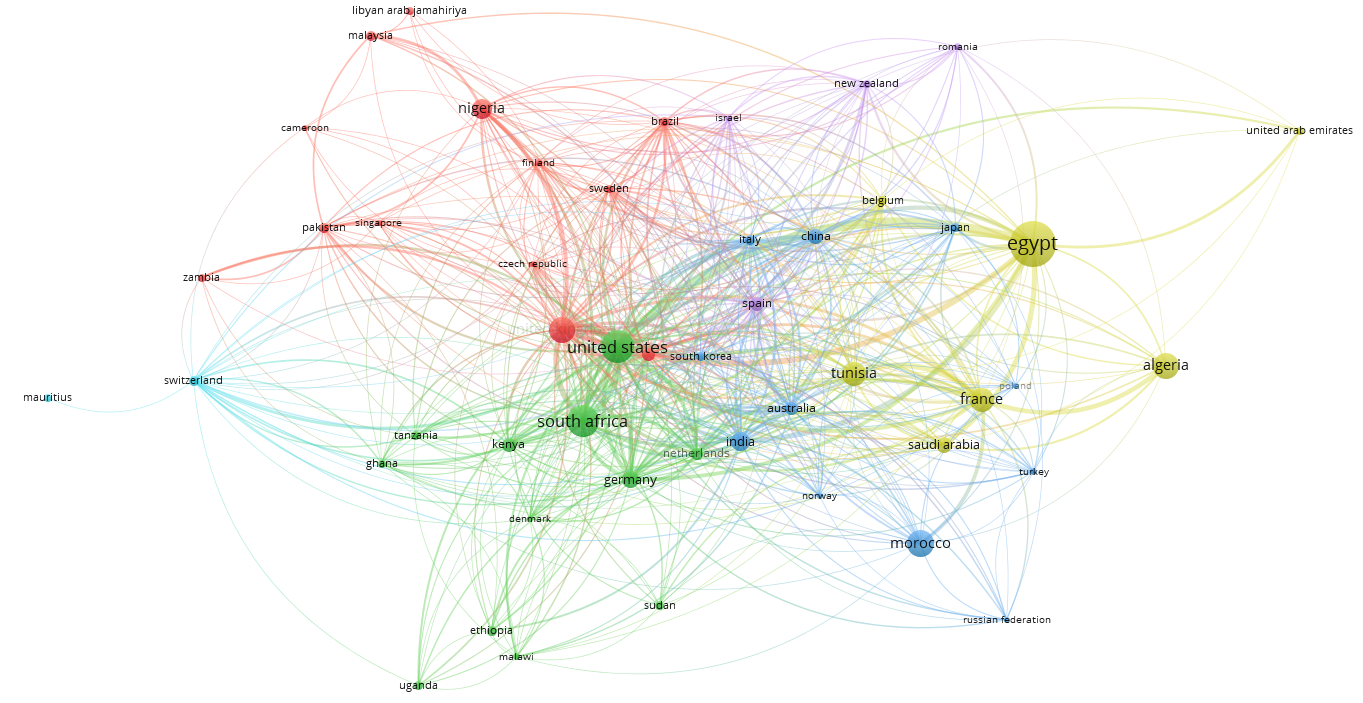 libyan arab jamahiriya
malaysia
romania
new zealand
nigeria
israel
brazil
cameroon
united arab emirates
finland
sweden
belgium
singapore
pakistan
japan
china
italy
egypt
czech republic
zambia
spain
united states
south korea
algeria
tunisia
switzerland
poland
mauritius
france
australia
south africa
tanzania
india
kenya
saudi arabia
netherlands
ghana
turkey
germany
norway
denmark
morocco
sudan
russian federation
ethiopia
malawi
uganda